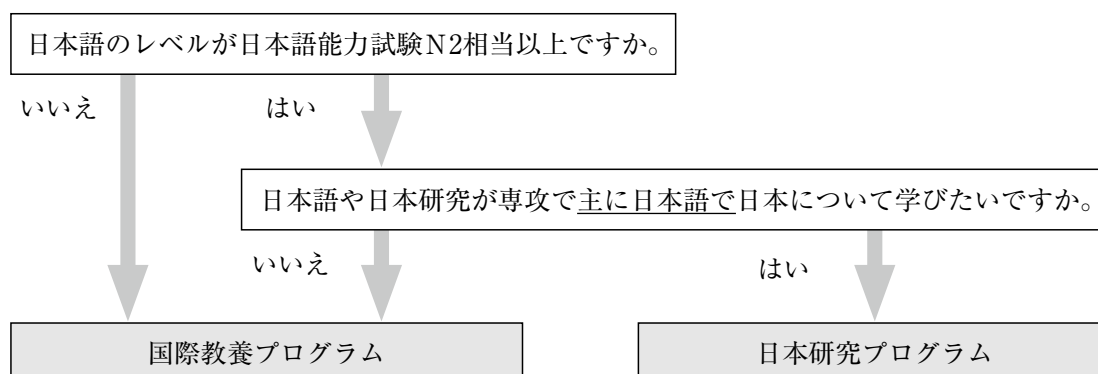 日本語のレベルが日本語能力試験N2相当以上ですか。
いいえ
はい
日本語や日本研究が専攻で主に日本語で日本について学びたいですか。
いいえ
はい
国際教養プログラム
日本研究プログラム